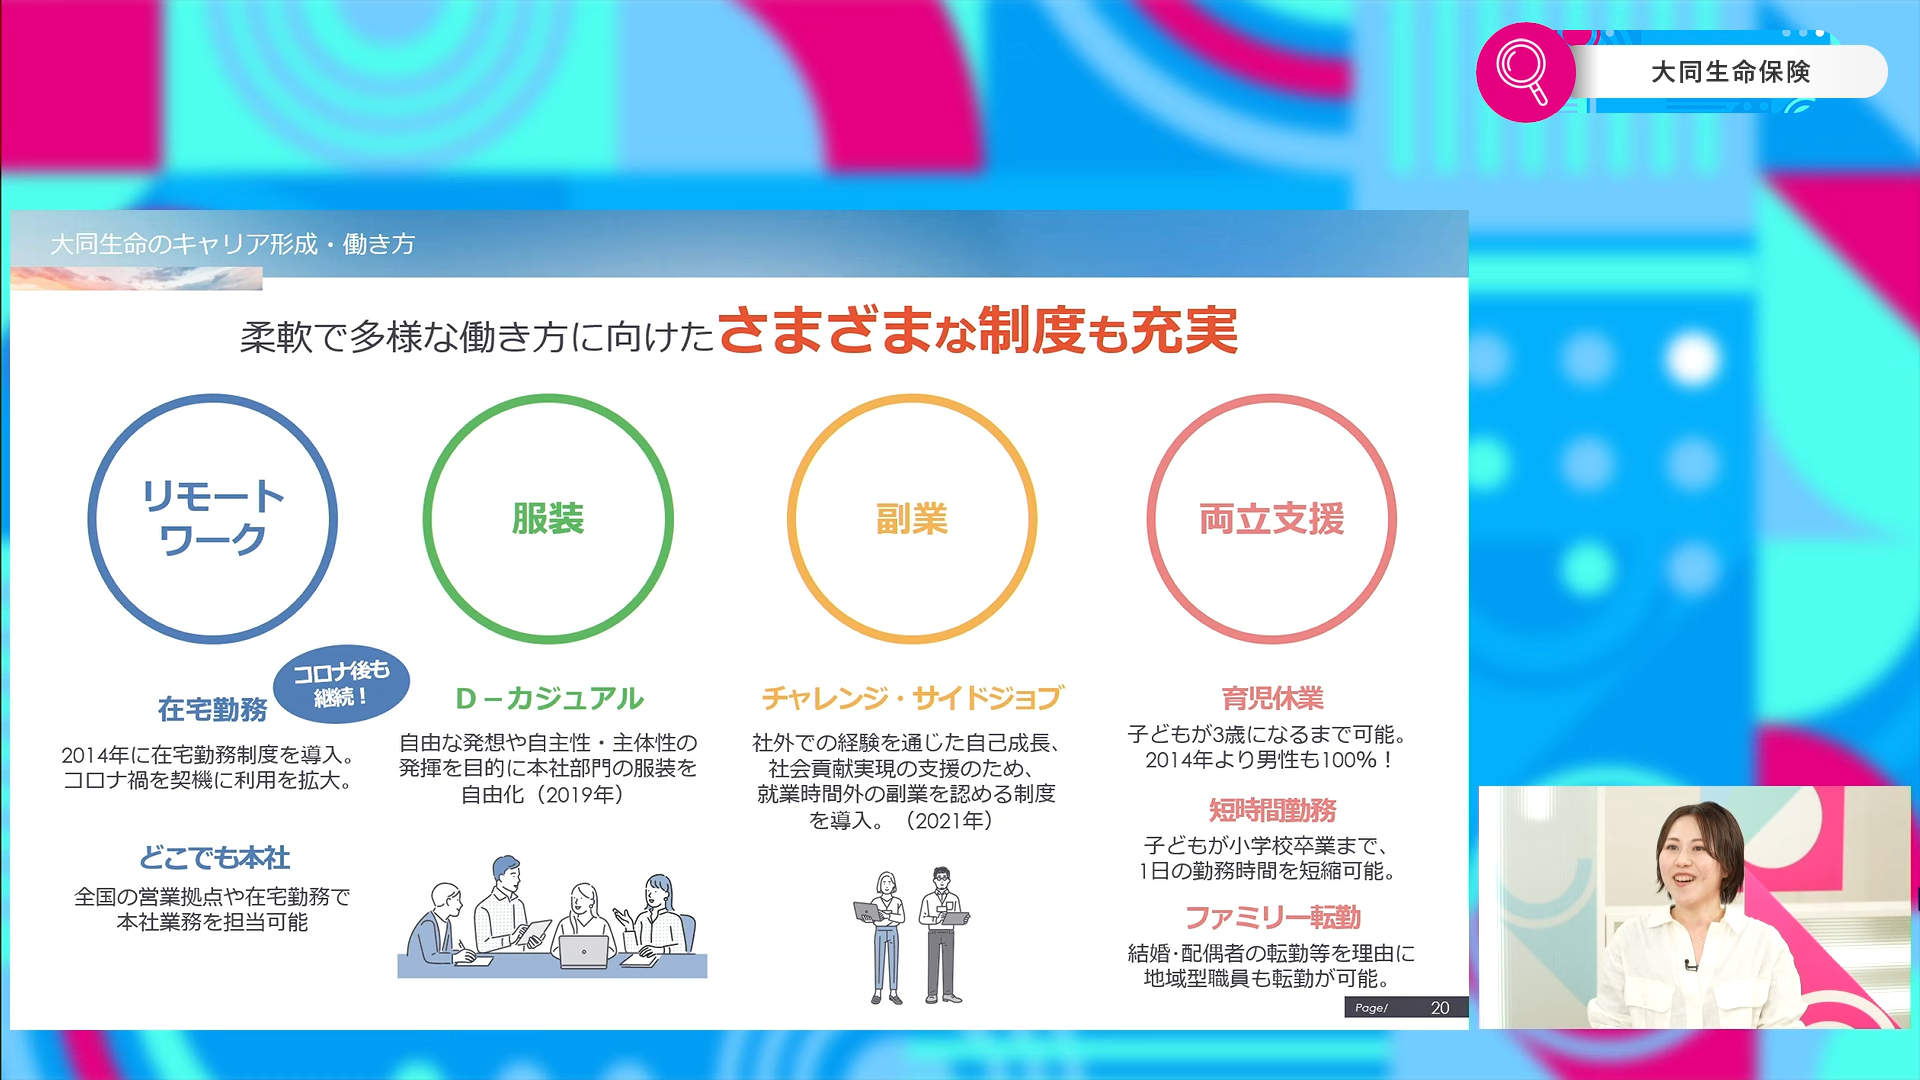 大同生命保険
大同生命のキャリア形成・働き方
柔軟で多様な働き方に向けたさまざまな制度も充実
リモート
ワーク
コロナ後も
継続！
在宅勤務
2014年に在宅勤務制度を導入。
コロナ禍を契機に利用を拡大。
どこでも本社
全国の営業拠点や在宅勤務で
本社業務を担当可能
服装
D－カジュアル
自由な発想や自主性・主体性の
発揮を目的に本社部門の服装を
自由化（2019年）
副業
チャレンジ・サイドジョブ
社外での経験を通じた自己成長、
社会貢献実現の支援のため、
就業時間外の副業を認める制度
を導入。（2021年）
両立支援
育児休業
子どもが3歳になるまで可能。
2014年より男性も100%！
短時間勤務
子どもが小学校卒業まで、
1日の勤務時間を短縮可能。
ファミリー転勤
結婚・配偶者の転勤等を理由に
地域型職員も転勤が可能。
Page/ 20